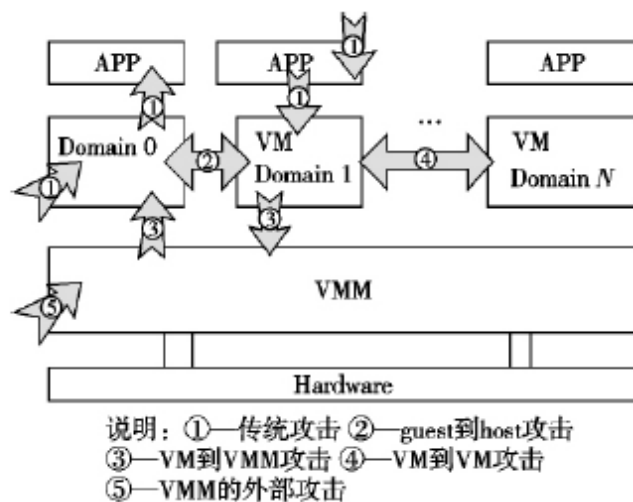 ①
APP APP APP
① ①
Domain 0 VM VM
② Domain 1 Domain N
… ④
①
③ ③
VMM
⑤
Hardware
说明：①—传统攻击 ②—guest到host攻击
③—VM到VMM攻击 ④—VM到VM攻击
⑤—VMM的外部攻击